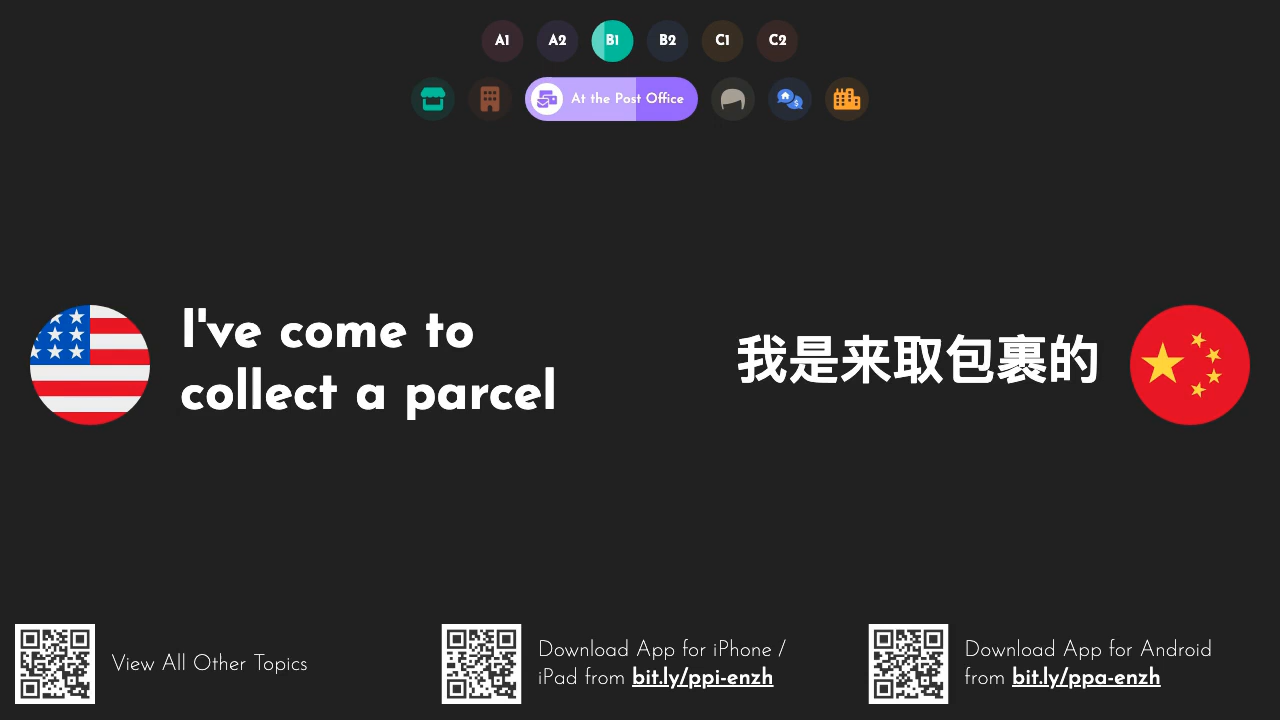 A1 A2 B1 B2 C1 C2
At the Post Office
I've come to
collect a parcel
我是来取包裹的
View All Other Topics
Download App for iPhone /
iPad from bit.ly/ppi-enzh
Download App for Android
from bit.ly/ppa-enzh